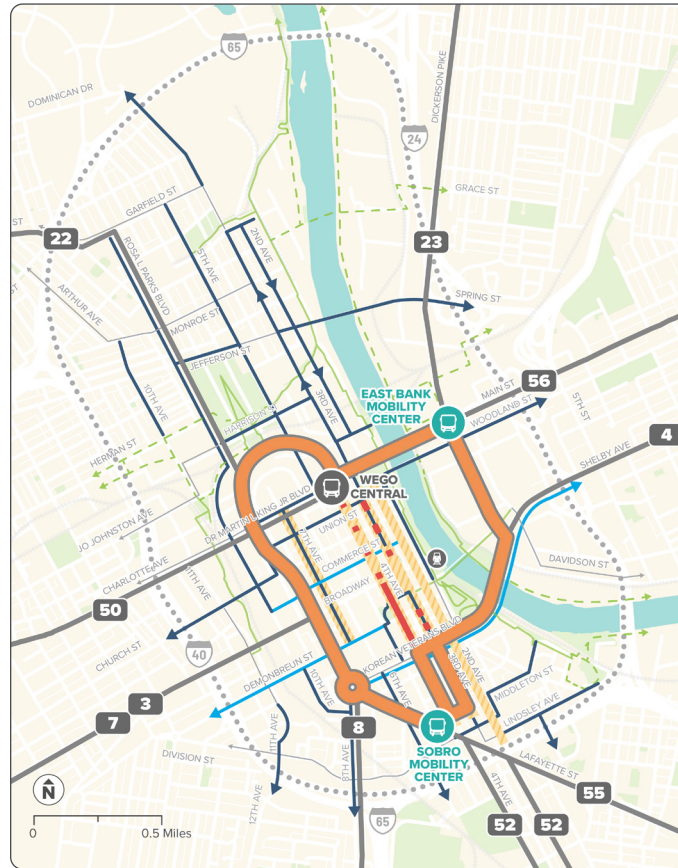 65
DOMINICAN DR
DICKERSON PIKE
24
GARFIELD ST
GRACE ST
ST
22
ROSA L PARKS BLVD
5TH AVE
2ND AVE
23
ARTHUR AVE
ST
MONROE ST
SPRING ST
JEFFERSON ST
10TH AVE
3RD AVE
EAST BANK
MOBILITY
CENTER
MAIN ST
56
WOODLAND ST
5TH ST
HARRISON ST
HERMAN ST
SHELBY AVE
4
WEGO
CENTRAL
DR MARTIN L KING JR BLVD
UNION ST
JO JOHNSTON AVE
7TH AVE
COMMERCE ST
CHARLOTTE AVE
11TH AVE
BROADWAY
4TH AVE
DAVIDSON ST
50
CHURCH ST
40
KOREAN VETERANS BLVD
DEMONBREUN ST
10TH AVE
6TH AVE
3RD AVE
2ND AVE
MIDDLETON ST
LINDSLEY AVE
3
7
8
11TH AVE
SOBRO
MOBILITY
CENTER
DIVISION ST
8TH AVE
12TH AVE
LAFAYETTE ST
4TH AVE
55
N
65
52
52
0
0.5 Miles